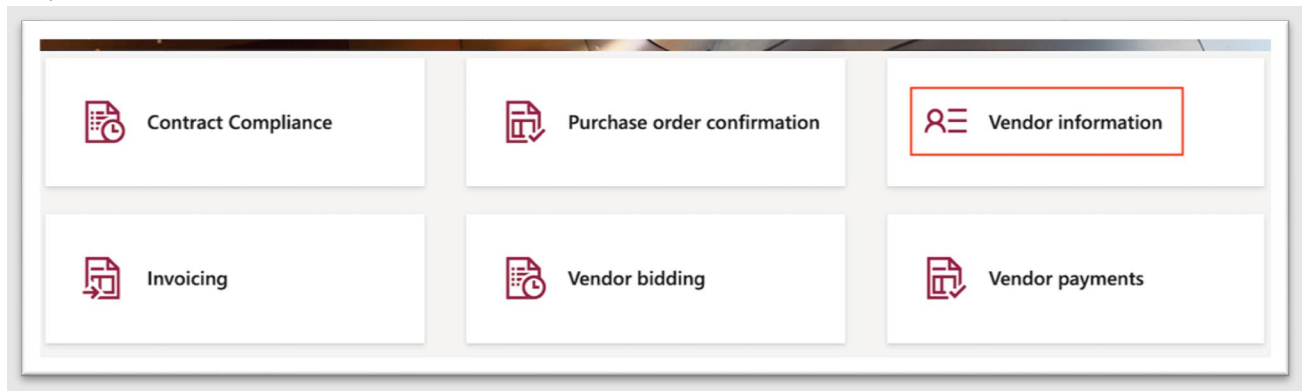 Contract Compliance
Purchase order confirmation
Vendor information
Invoicing
Vendor bidding
Vendor payments